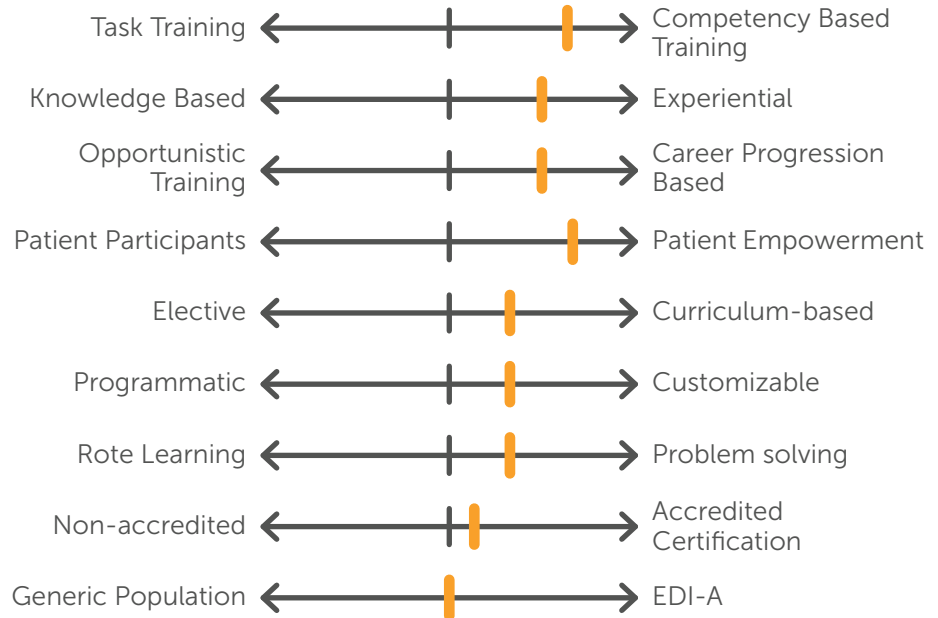 Task Training
Competency Based
Training
Knowledge Based
Experiential
Opportunistic
Training
Career Progression
Based
Patient Participants
Patient Empowerment
Elective
Curriculum-based
Programmatic
Customizable
Rote Learning
Problem solving
Non-accredited
Accredited
Certification
Generic Population
EDI-A